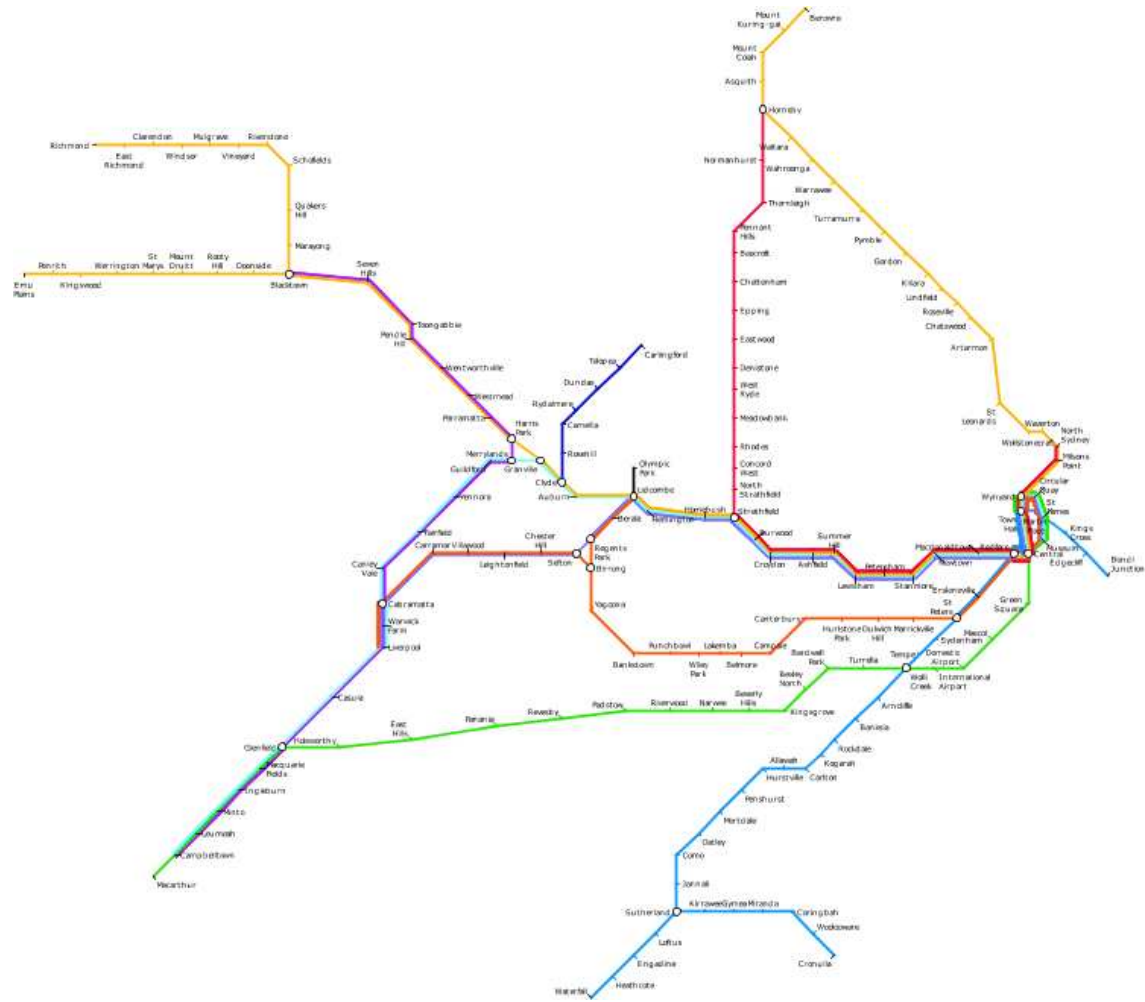 Mount
Kuring-gai
Berowra
Mount
Colah
Asquith
Hornsby
Waitara
Normanhurst
Wahroonga
Warrawee
Thornleigh
Turramurra
Pennant
Hills
Pymble
Beecroft
Gordon
Cheltenham
Killara
Lindfield
Epping
Roseville
Chatswood
Eastwood
Artarmon
Denistone
West
Ryde
Meadowbank
St
Leonards
Waverton
Wollstonecraft
North
Sydney
Rhodes
Milsons
Point
Concord
West
North
Strathfield
Clarendon
Mulgrave
Riverstone
Richmond
East
Richmond
Windsor
Vineyard
Schofields
Quakers
Hill
Marayong
Penrith
Werrington
St
Marys
Mount
Druitt
Rooty
Hill
Doonside
Emu
Plains
Kingswood
Blacktown
Seven
Hills
Toongabbie
Pendle
Hill
Wentworthville
Westmead
Parramatta
Harris
Park
Merrylands
Granville
Guildford
Yennora
Fairfield
Canley
Vale
Carlingford
Telopea
Dundas
Rydalmere
Camellia
Rosehill
Clyde
Auburn
Olympic
Park
Lidcombe
Berala
Flemington
Homebush
Strathfield
Burwood
Croydon
Ashfield
Summer
Hill
Lewisham
Petersham
Stanmore
Newtown
Macdonaldtown
Redfern
Central
Circular
Quay
Wynyard
St
James
Town
Hall
Martin
Place
Museum
Kings
Cross
Edgecliff
Bondi
Junction
Carramar
Villawood
Leightonfield
Chester
Hill
Sefton
Regents
Park
Birrong
Yagoona
Cabramatta
Warwick
Farm
Liverpool
Casula
Bankstown
Punchbowl
Wiley
Park
Lakemba
Belmore
Campsie
Canterbury
Hurlstone
Park
Dulwich
Hill
Marrickville
Erskineville
St
Peters
Sydenham
Green
Square
Mascot
Domestic
Airport
International
Airport
Tempe
Wolli
Creek
Turrella
Bardwell
Park
Bexley
North
Kingsgrove
Beverly
Hills
Narwee
Riverwood
Padstow
Revesby
Panania
East
Hills
Holsworthy
Glenfield
Macquarie
Fields
Ingleburn
Minto
Leumeah
Campbelltown
Macarthur
Arncliffe
Banksia
Rockdale
Kogarah
Carlton
Allawah
Hurstville
Penshurst
Mortdale
Oatley
Como
Jannali
Sutherland
Kirrawee
Gymea
Miranda
Caringbah
Woolooware
Cronulla
Loftus
Engadine
Heathcote
Waterfall